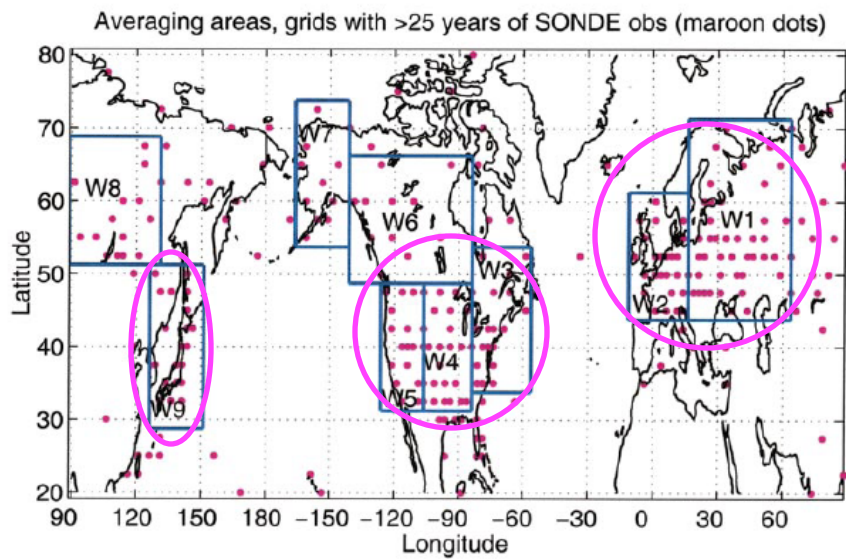 Averaging areas, grids with >25 years of SONDE obs (maroon dots)
80
70
60
50
40
30
20
Latitude
W7
W8
W6
W1
W3
W2
W4
W5
W9
90 120 150 180 −150 −120 −90 −60 −30 0 30 60
Longitude